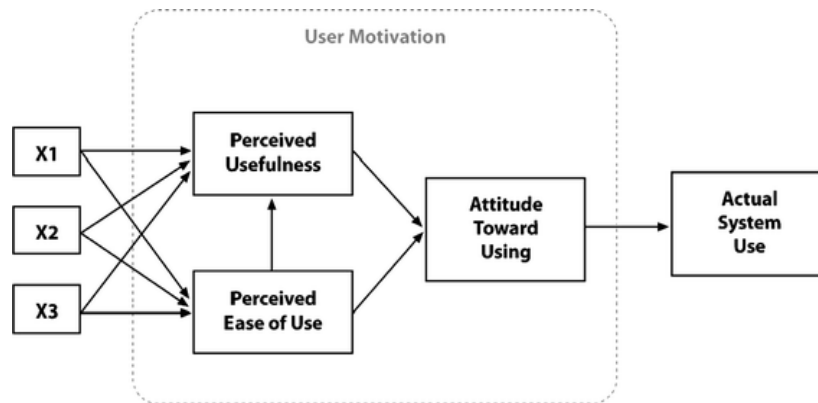 User Motivation
X1
X2
X3
Perceived
Usefulness
Perceived
Ease of Use
Attitude
Toward
Using
Actual
System
Use